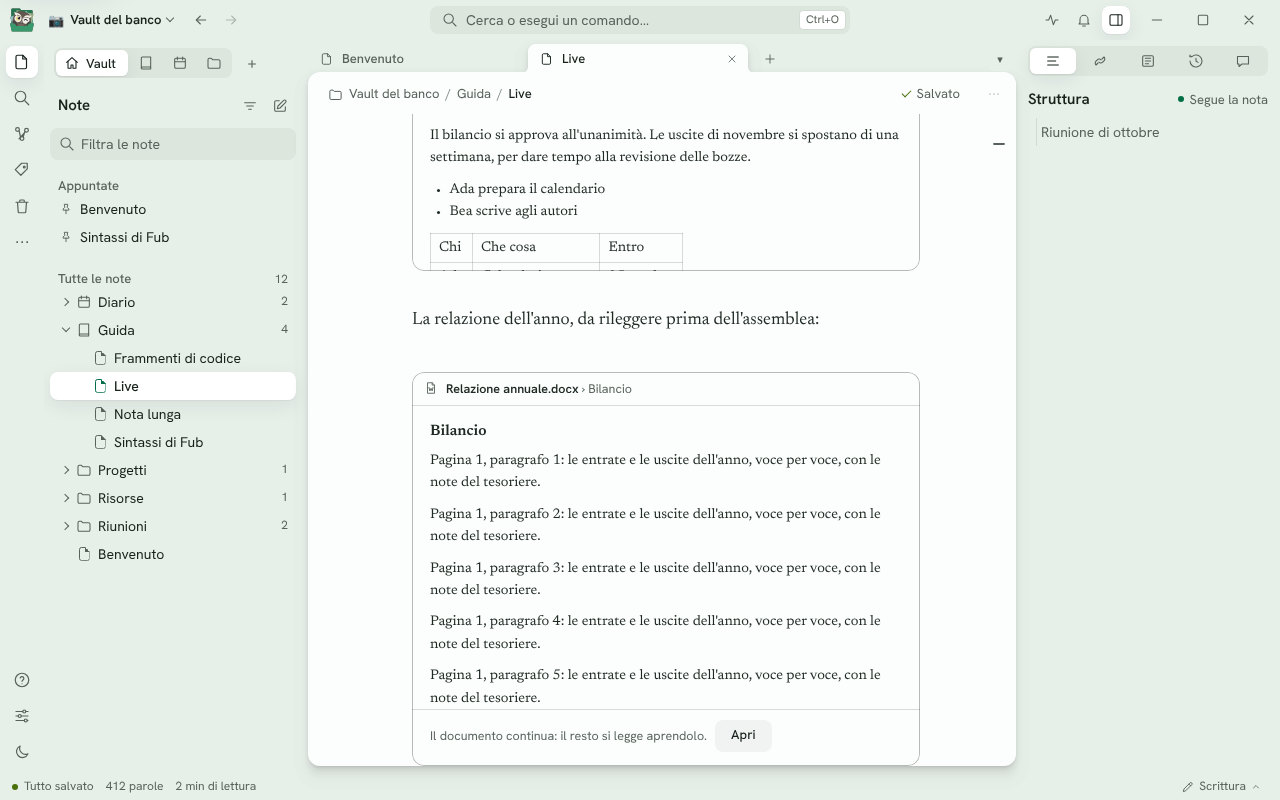 Vault del banco
Cerca o esegui un comando…
Ctrl+O
Vault
Benvenuto
Live
Note
Vault del banco / Guida / Live
Salvato
Struttura
Segue la nota
Riunione di ottobre
Filtra le note
Appuntate
Benvenuto
Sintassi di Fub
Tutte le note 12
Diario 2
Guida 4
Frammenti di codice
Live
Nota lunga
Sintassi di Fub
Progetti 1
Risorse 1
Riunioni 2
Benvenuto
Il bilancio si approva all'unanimità. Le uscite di novembre si spostano di una
settimana, per dare tempo alla revisione delle bozze.
• Ada prepara il calendario
• Bea scrive agli autori
Chi Che cosa Entro
La relazione dell'anno, da rileggere prima dell'assemblea:
Relazione annuale.docx › Bilancio
Bilancio
Pagina 1, paragrafo 1: le entrate e le uscite dell'anno, voce per voce, con le
note del tesoriere.
Pagina 1, paragrafo 2: le entrate e le uscite dell'anno, voce per voce, con le
note del tesoriere.
Pagina 1, paragrafo 3: le entrate e le uscite dell'anno, voce per voce, con le
note del tesoriere.
Pagina 1, paragrafo 4: le entrate e le uscite dell'anno, voce per voce, con le
note del tesoriere.
Pagina 1, paragrafo 5: le entrate e le uscite dell'anno, voce per voce, con le
note del tesoriere.
Il documento continua: il resto si legge aprendolo.
Apri
Tutto salvato 412 parole 2 min di lettura
Scrittura